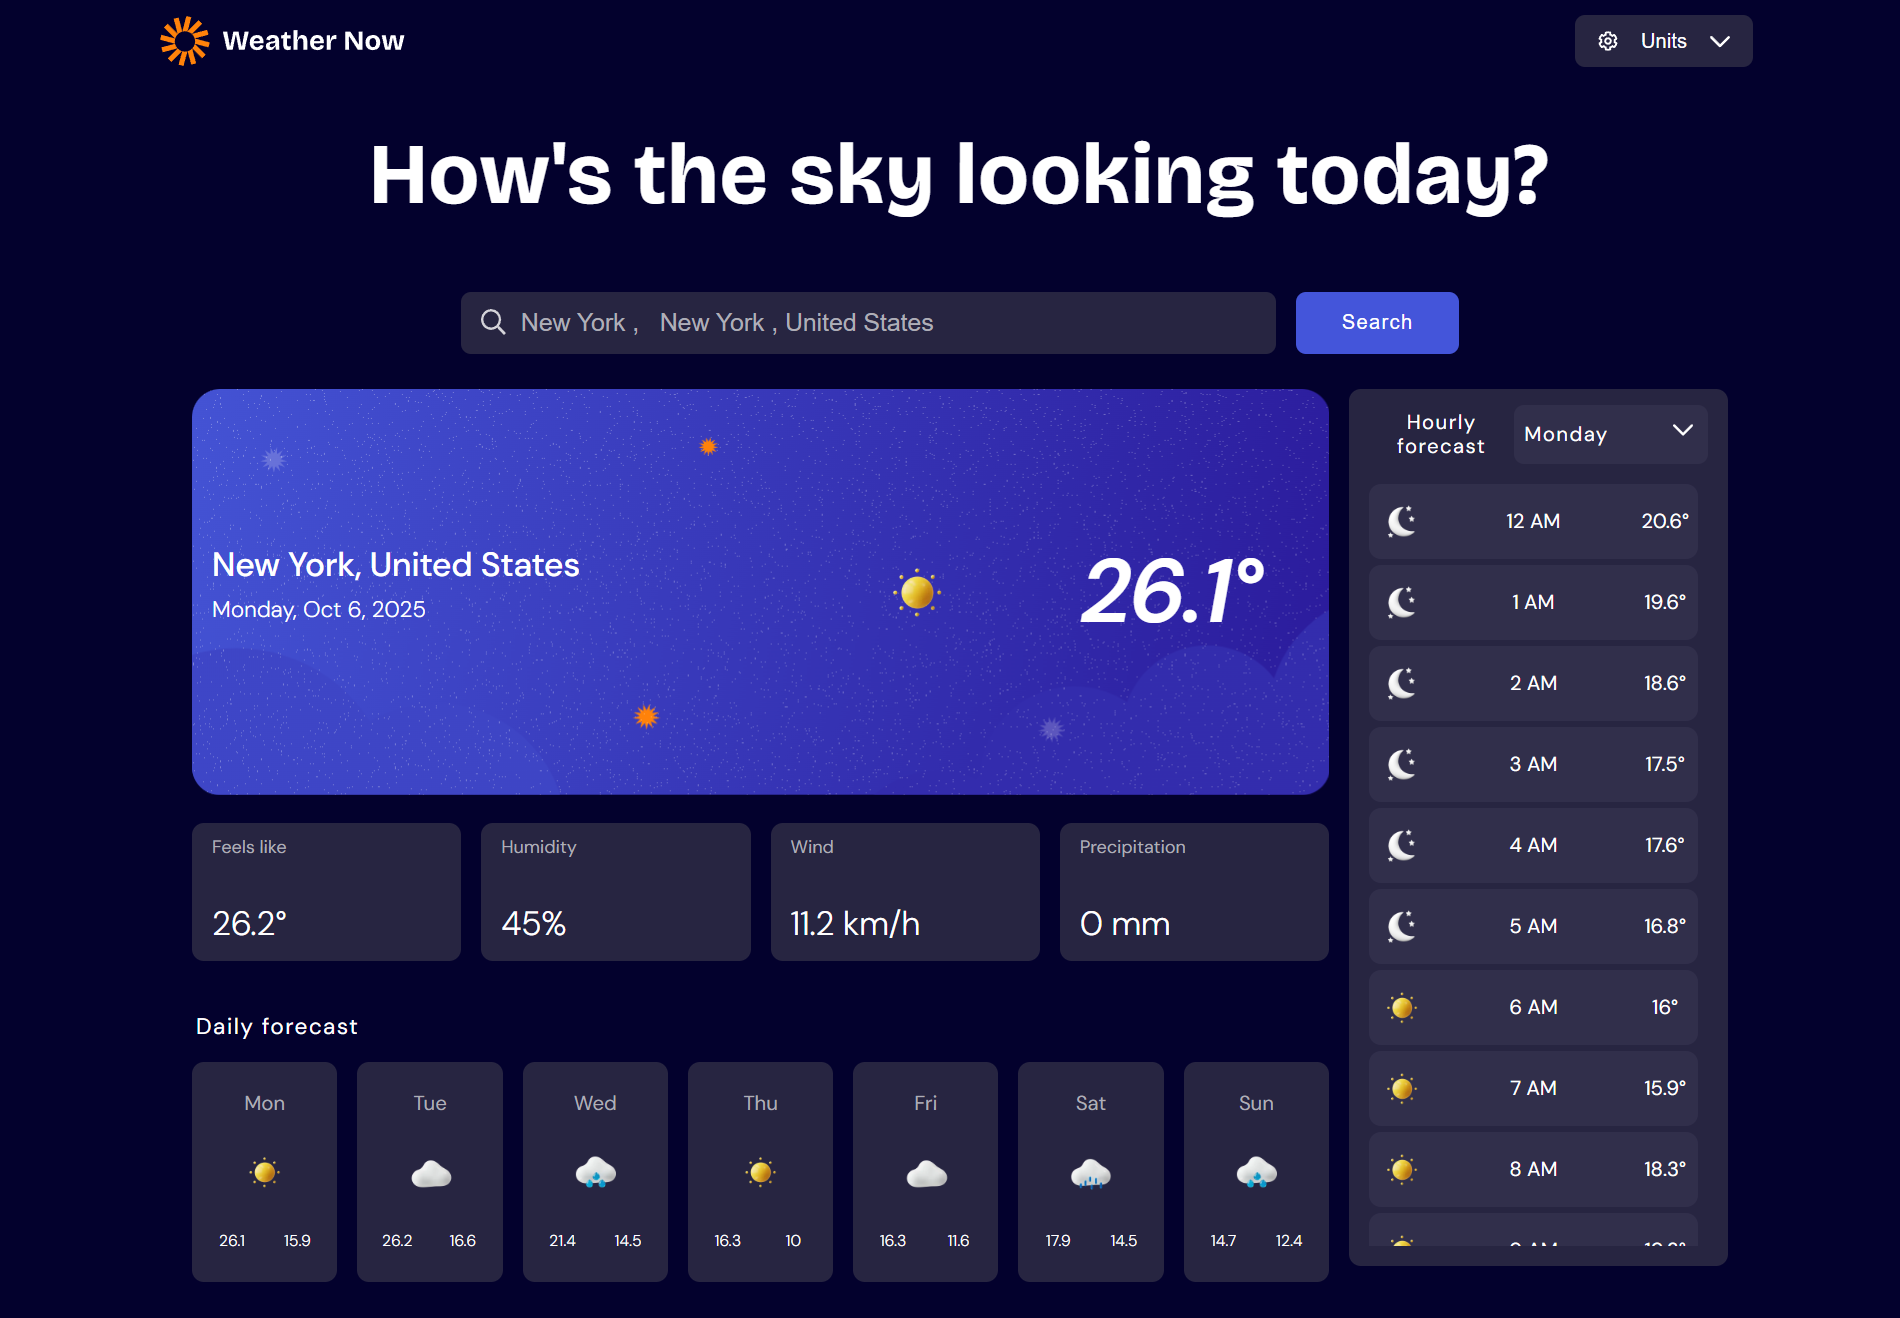 Weather Now
Units
How's the sky looking today?
New York ,   New York , United States
Search
New York, United States
Monday, Oct 6, 2025
26.1°
Feels like
26.2°
Humidity
45%
Wind
11.2 km/h
Precipitation
0 mm
Daily forecast
Mon
26.1 15.9
Tue
26.2 16.6
Wed
21.4 14.5
Thu
16.3 10
Fri
16.3 11.6
Sat
17.9 14.5
Sun
14.7 12.4
Hourly
forecast
Monday
12 AM 20.6°
1 AM 19.6°
2 AM 18.6°
3 AM 17.5°
4 AM 17.6°
5 AM 16.8°
6 AM 16°
7 AM 15.9°
8 AM 18.3°